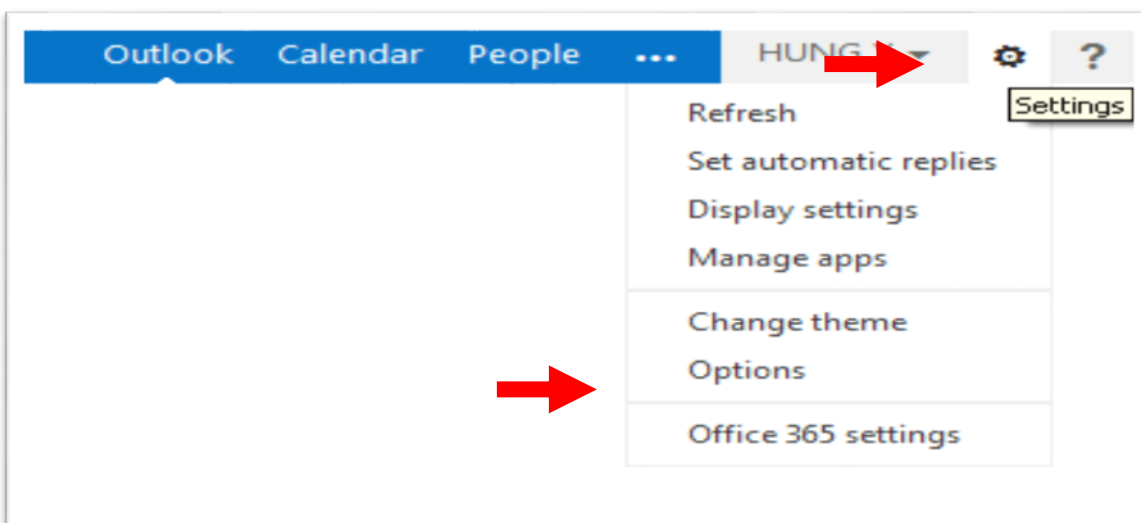 Outlook Calendar People ... HUNG ?
Settings
Refresh
Set automatic replies
Display settings
Manage apps
Change theme
Options
Office 365 settings